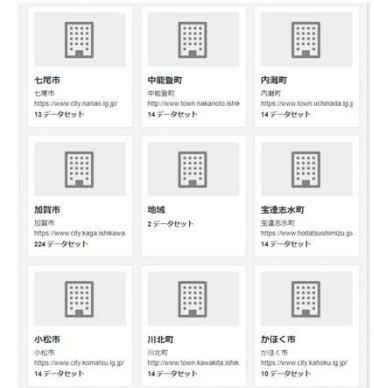 七尾市
七尾市
https://www.city.nanao.lg.jp/
13 データセット
中能登町
中能登町
http://www.town.nakanoto.ishik
14 データセット
内灘町
内灘町
https://www.town.uchinada.lg.j
14 データセット
加賀市
加賀市
https://www.city.kaga.ishikawa
224 データセット
地域
2 データセット
宝達志水町
宝達志水町
https://www.hodatsushimizu.jp
14 データセット
小松市
小松市
https://www.city.komatsu.lg.jp/
14 データセット
川北町
川北町
http://www.town.kawakita.ishik
14 データセット
かほく市
かほく市
https://www.city.kahoku.lg.jp/
10 データセット